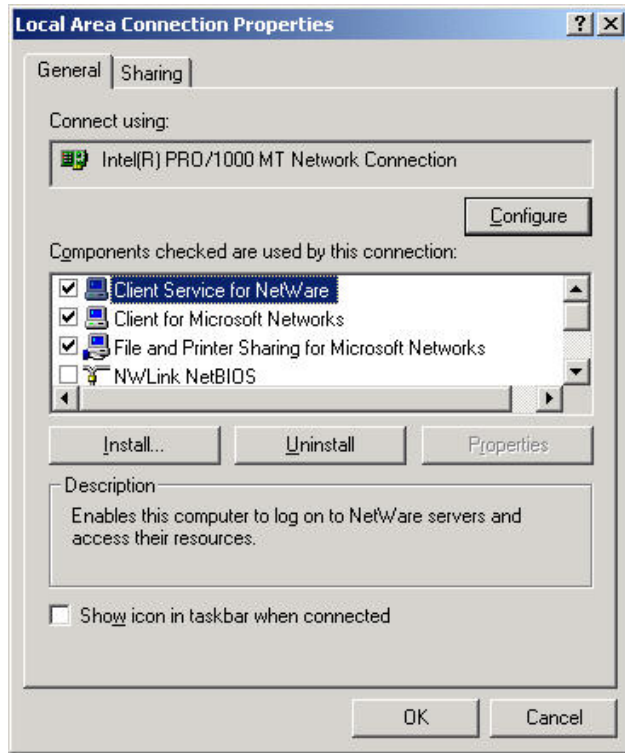 Local Area Connection Properties
General
Sharing
Connect using:
Intel(R) PRO/1000 MT Network Connection
Configure
Components checked are used by this connection:
Client Service for NetWare
Client for Microsoft Networks
File and Printer Sharing for Microsoft Networks
NWLink NetBIOS
Install...
Uninstall
Properties
Description
Enables this computer to log on to NetWare servers and
access their resources.
Show icon in taskbar when connected
OK
Cancel